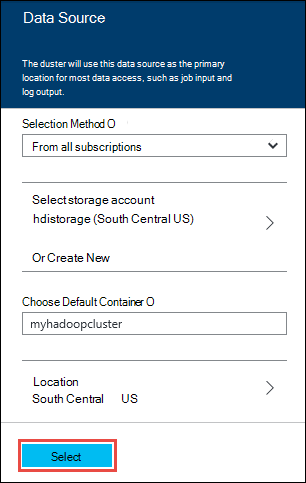 Data Source
The duster will use this data source as the primary
location for most data access, such as job input and
log output.
Selection Method O
From all subscriptions
Select storage account
hdistorage (South Central US)
Or Create New
Choose Default Container O
myhadoopcluster
Location
South Central US
Select